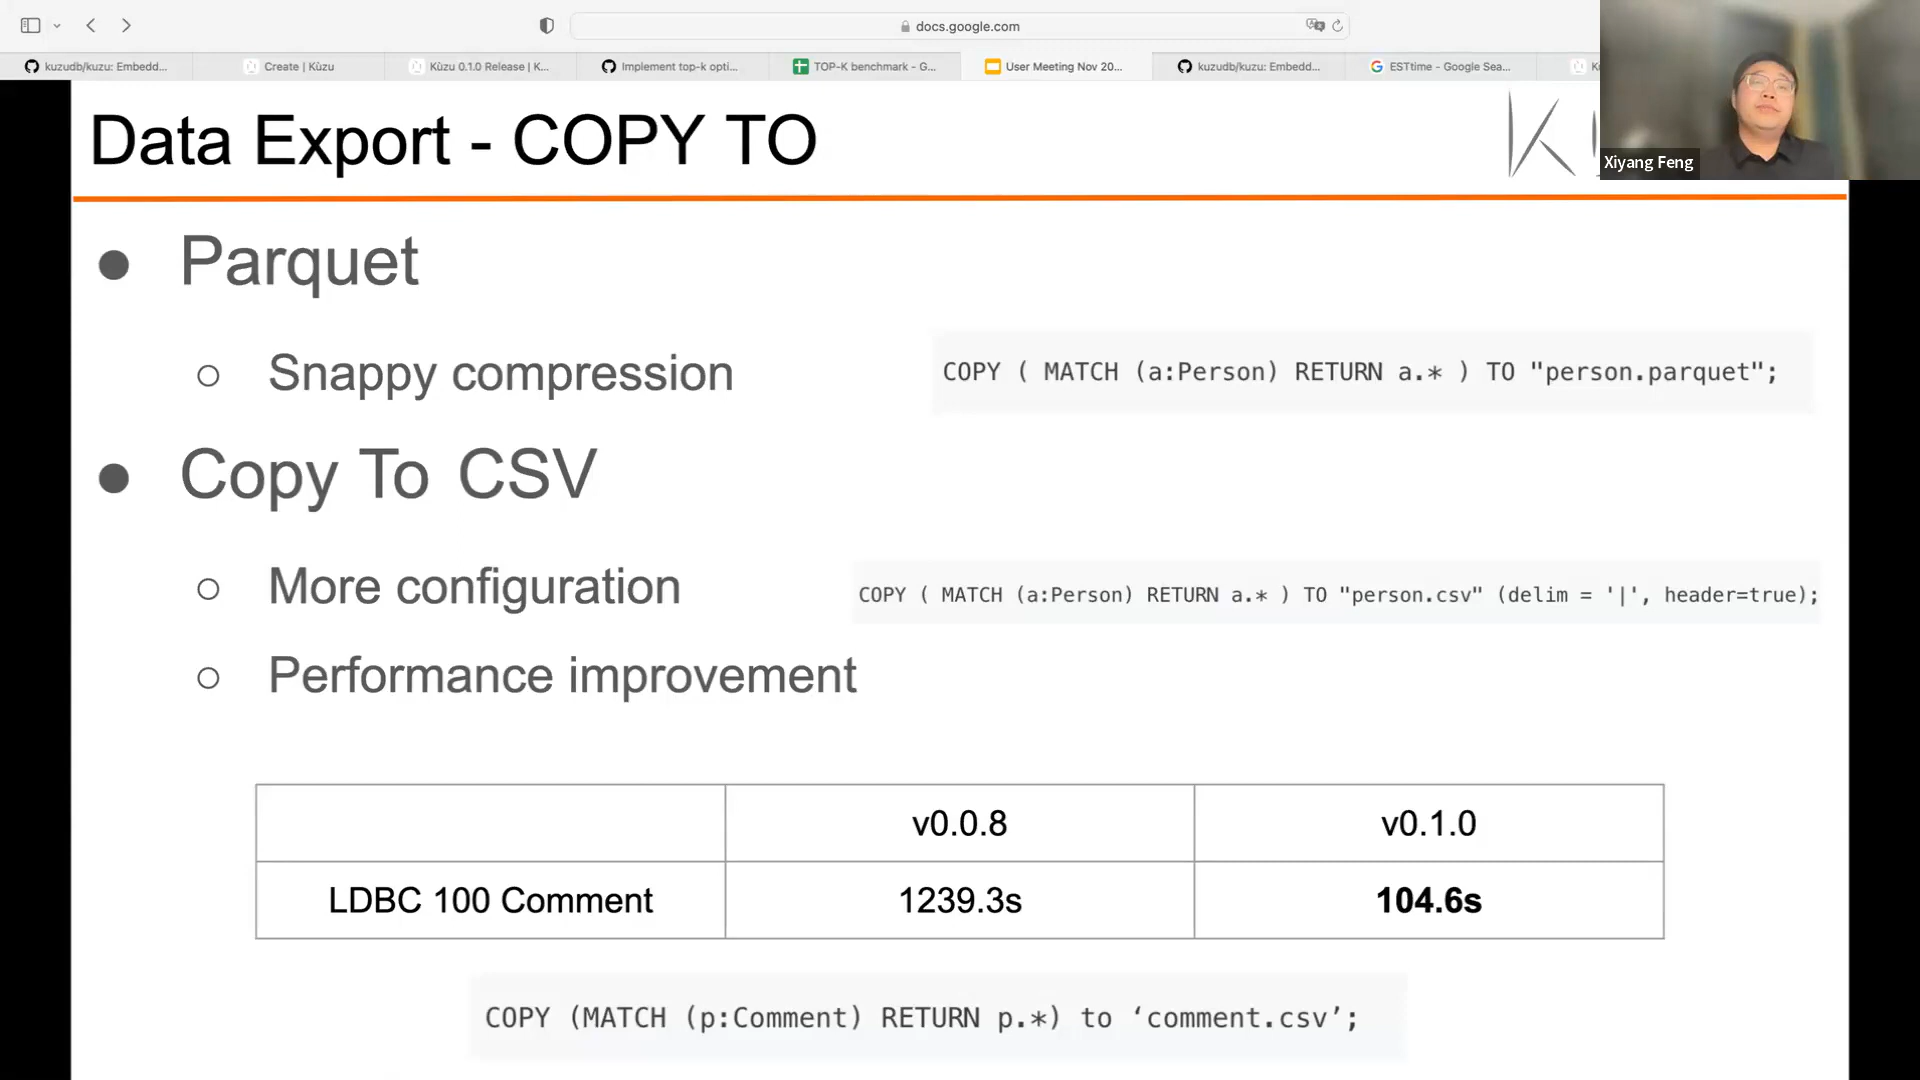 docs.google.com
kuzudb/kuzu: Embedd...
Create | Kùzu
Kùzu 0.1.0 Release | K...
Implement top-k opti...
TOP-K benchmark - G...
User Meeting Nov 20...
kuzudb/kuzu: Embedd...
ESTtime - Google Sea...
Data Export - COPY TO
Xiyang Feng
● Parquet
○ Snappy compression
COPY ( MATCH (a:Person) RETURN a.* ) TO "person.parquet";
● Copy To CSV
○ More configuration
COPY ( MATCH (a:Person) RETURN a.* ) TO "person.csv" (delim = '|', header=true);
○ Performance improvement
v0.0.8 v0.1.0
LDBC 100 Comment 1239.3s 104.6s
COPY (MATCH (p:Comment) RETURN p.*) to ‘comment.csv’;